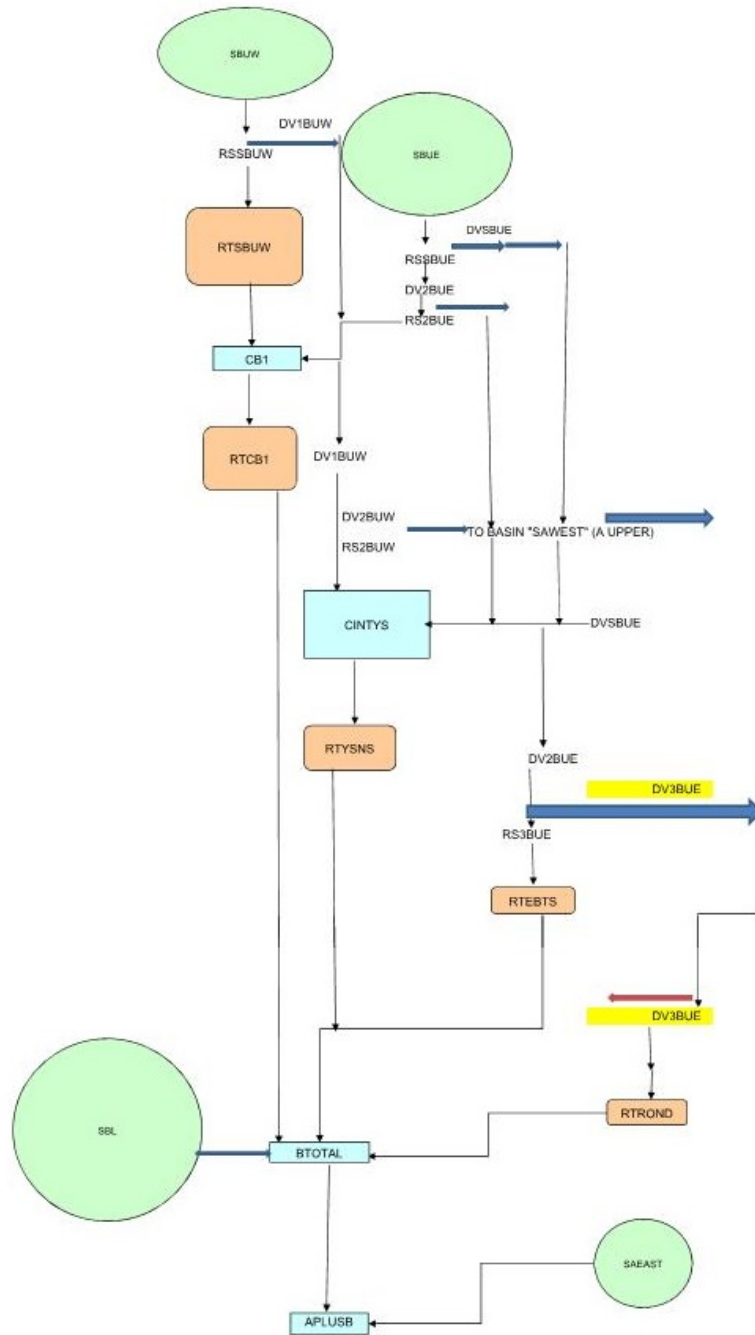 SBUW
DV1BUW
RSSBUW
SBUE
DVSBUE
RTSBUW
RSSBUE
DV2BUE
RS2BUE
CB1
RTCB1
DV1BUW
DV2BUW
TO BASIN "SAWEST" (A UPPER)
RS2BUW
CINTYS
DVSBUE
RTYSNS
DV2BUE
DV3BUE
RS3BUE
RTEBTS
DV3BUE
RTROND
SBL
BTOTAL
SAEAST
APLUSB